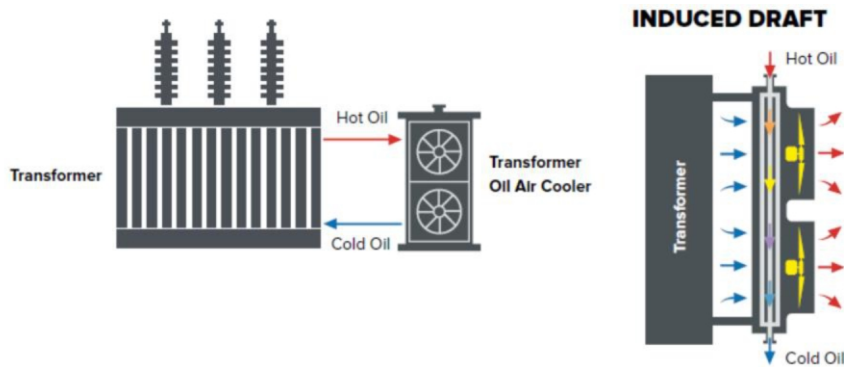 INDUCED DRAFT
Hot Oil
Hot Oil
Transformer
Transformer
Oil Air Cooler
Cold Oil
Transformer
Cold Oil